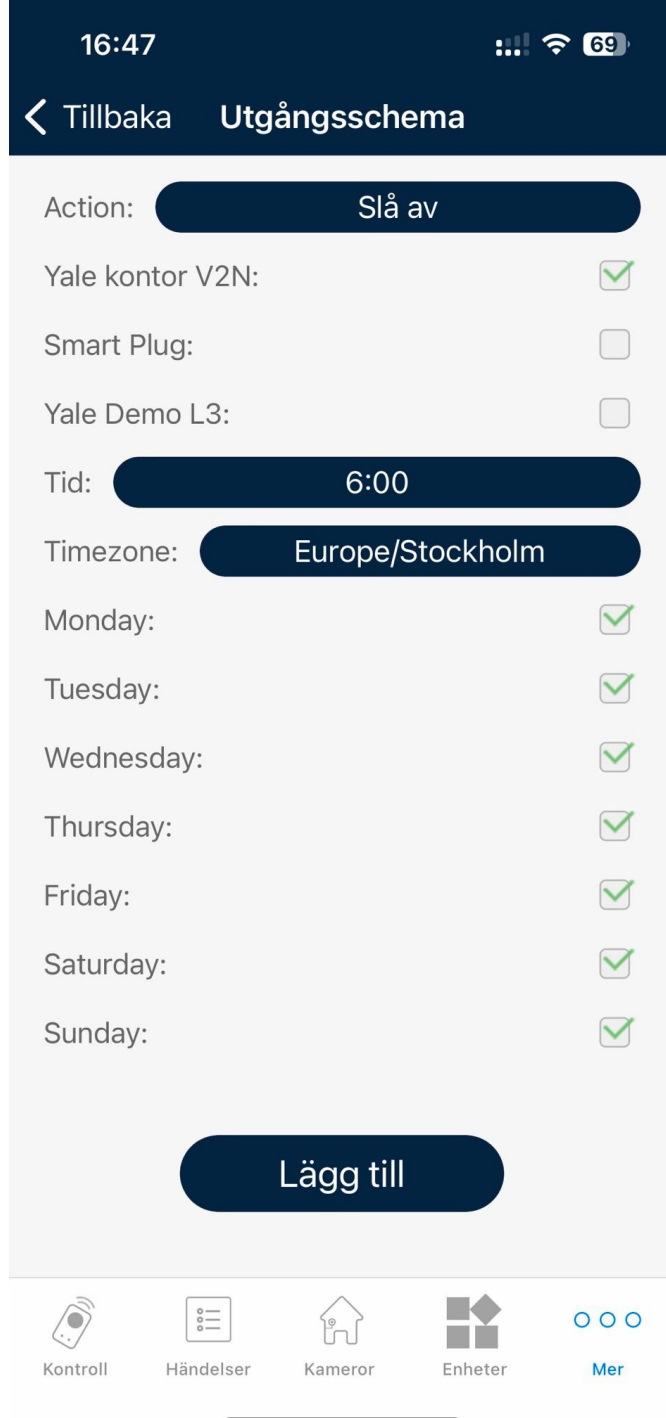 16:47
69
Tillbaka Utgångsschema
Action: Slå av
Yale kontor V2N:
Smart Plug:
Yale Demo L3:
Tid: 6:00
Timezone: Europe/Stockholm
Monday:
Tuesday:
Wednesday:
Thursday:
Friday:
Saturday:
Sunday:
Lägg till
Kontroll Händelser Kameror Enheter Mer